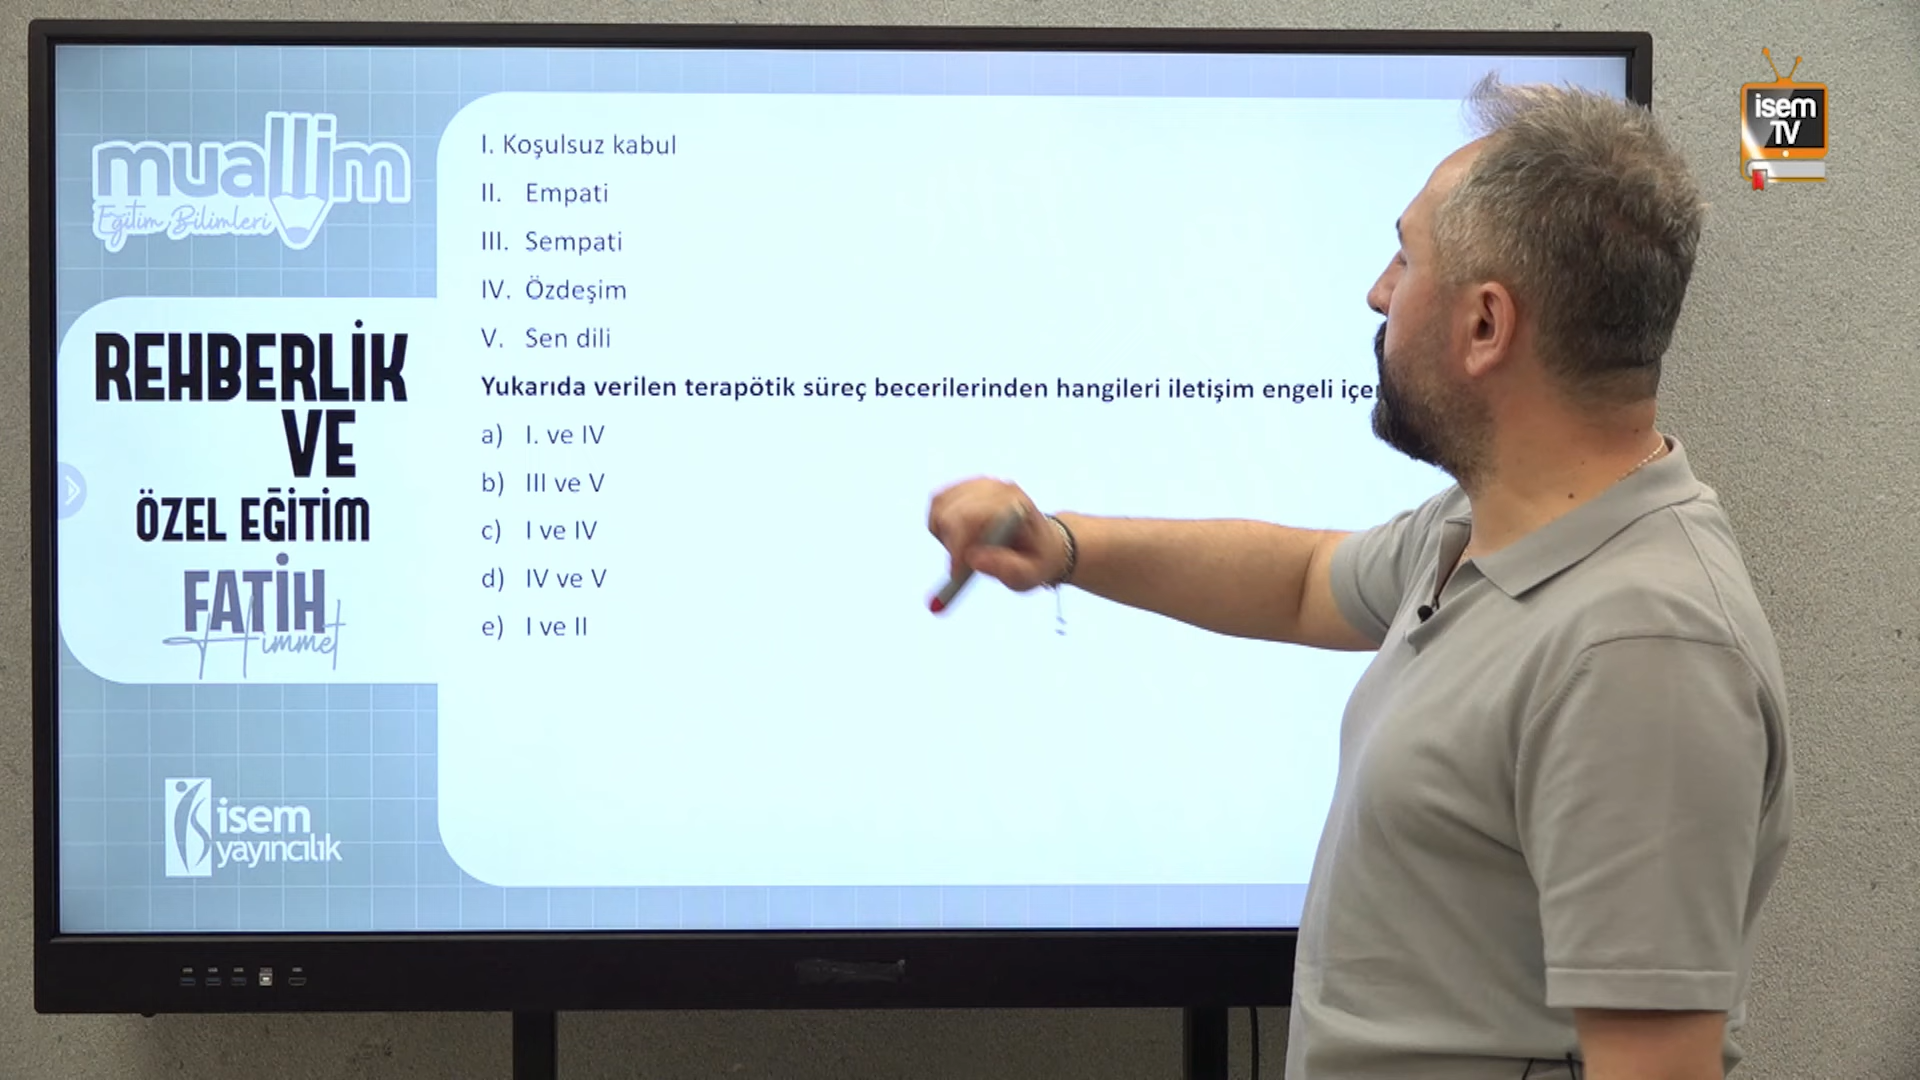 isem
TV
muallim
Eğitim Bilimleri
REHBERLİK
VE
ÖZEL EĞİTİM
FATİH
Himmet
isem
yayıncılık
I. Koşulsuz kabul
II. Empati
III. Sempati
IV. Özdeşim
V. Sen dili
Yukarıda verilen terapötik süreç becerilerinden hangileri iletişim engeli
a) I. ve IV
b) III ve V
c) I ve IV
d) IV ve V
e) I ve II